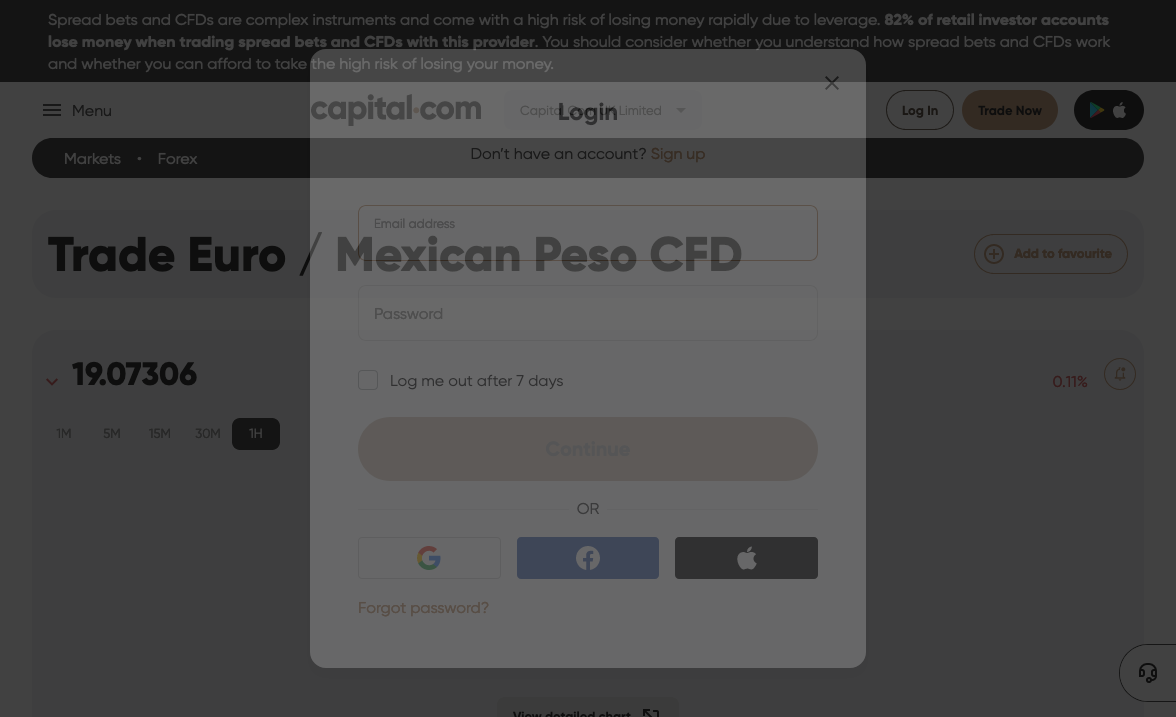 Spread bets and CFDs are complex instruments and come with a high risk of losing money rapidly due to leverage. 82% of retail investor accounts
lose money when trading spread bets and CFDs with this provider. You should consider whether you understand how spread bets and CFDs work
and whether you can afford to take the high risk of losing your money.
Menu
capital.com
Limited
Log In
Trade Now
Login
Markets • Forex
Don't have an account? Sign up
Email address
Trade Euro / Mexican Peso CFD
Add to favourite
Password
19.07306
0.11%
Log me out after 7 days
1M 5M 15M 30M 1H
Continue
OR
Forgot password?
View detailed chart